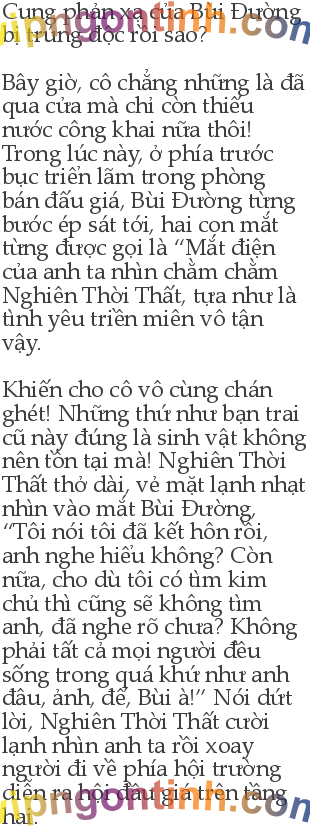 Cung phản xạ của Bùi Đường
bị trúng độc rồi sao?
Bây giờ, cô chẳng những là đã
qua cửa mà chỉ còn thiếu
nước công khai nữa thôi!
Trong lúc này, ở phía trước
bục triển lãm trong phòng
bán đấu giá, Bùi Đường từng
bước ép sát tới, hai con mắt
từng được gọi là “Mắt điện
của anh ta nhìn chằm chằm
Nghiên Thời Thất, tựa như là
tình yêu triền miên vô tận
vậy.
Khiến cho cô vô cùng chán
ghét! Những thứ như bạn trai
cũ này đúng là sinh vật không
nên tồn tại mà! Nghiên Thời
Thất thở dài, vẻ mặt lạnh nhạt
nhìn vào mắt Bùi Đường,
“Tôi nói tôi đã kết hôn rồi,
anh nghe hiểu không? Còn
nữa, cho dù tôi có tìm kim
chủ thì cũng sẽ không tìm
anh, đã nghe rõ chưa? Không
phải tất cả mọi người đều
sống trong quá khứ như anh
đâu, ảnh, đế, Bùi à!” Nói dứt
lời, Nghiên Thời Thất cười
lạnh nhìn anh ta rồi xoay
người đi về phía hội trường
diễn ra hội đấu giá trên tầng
hai.